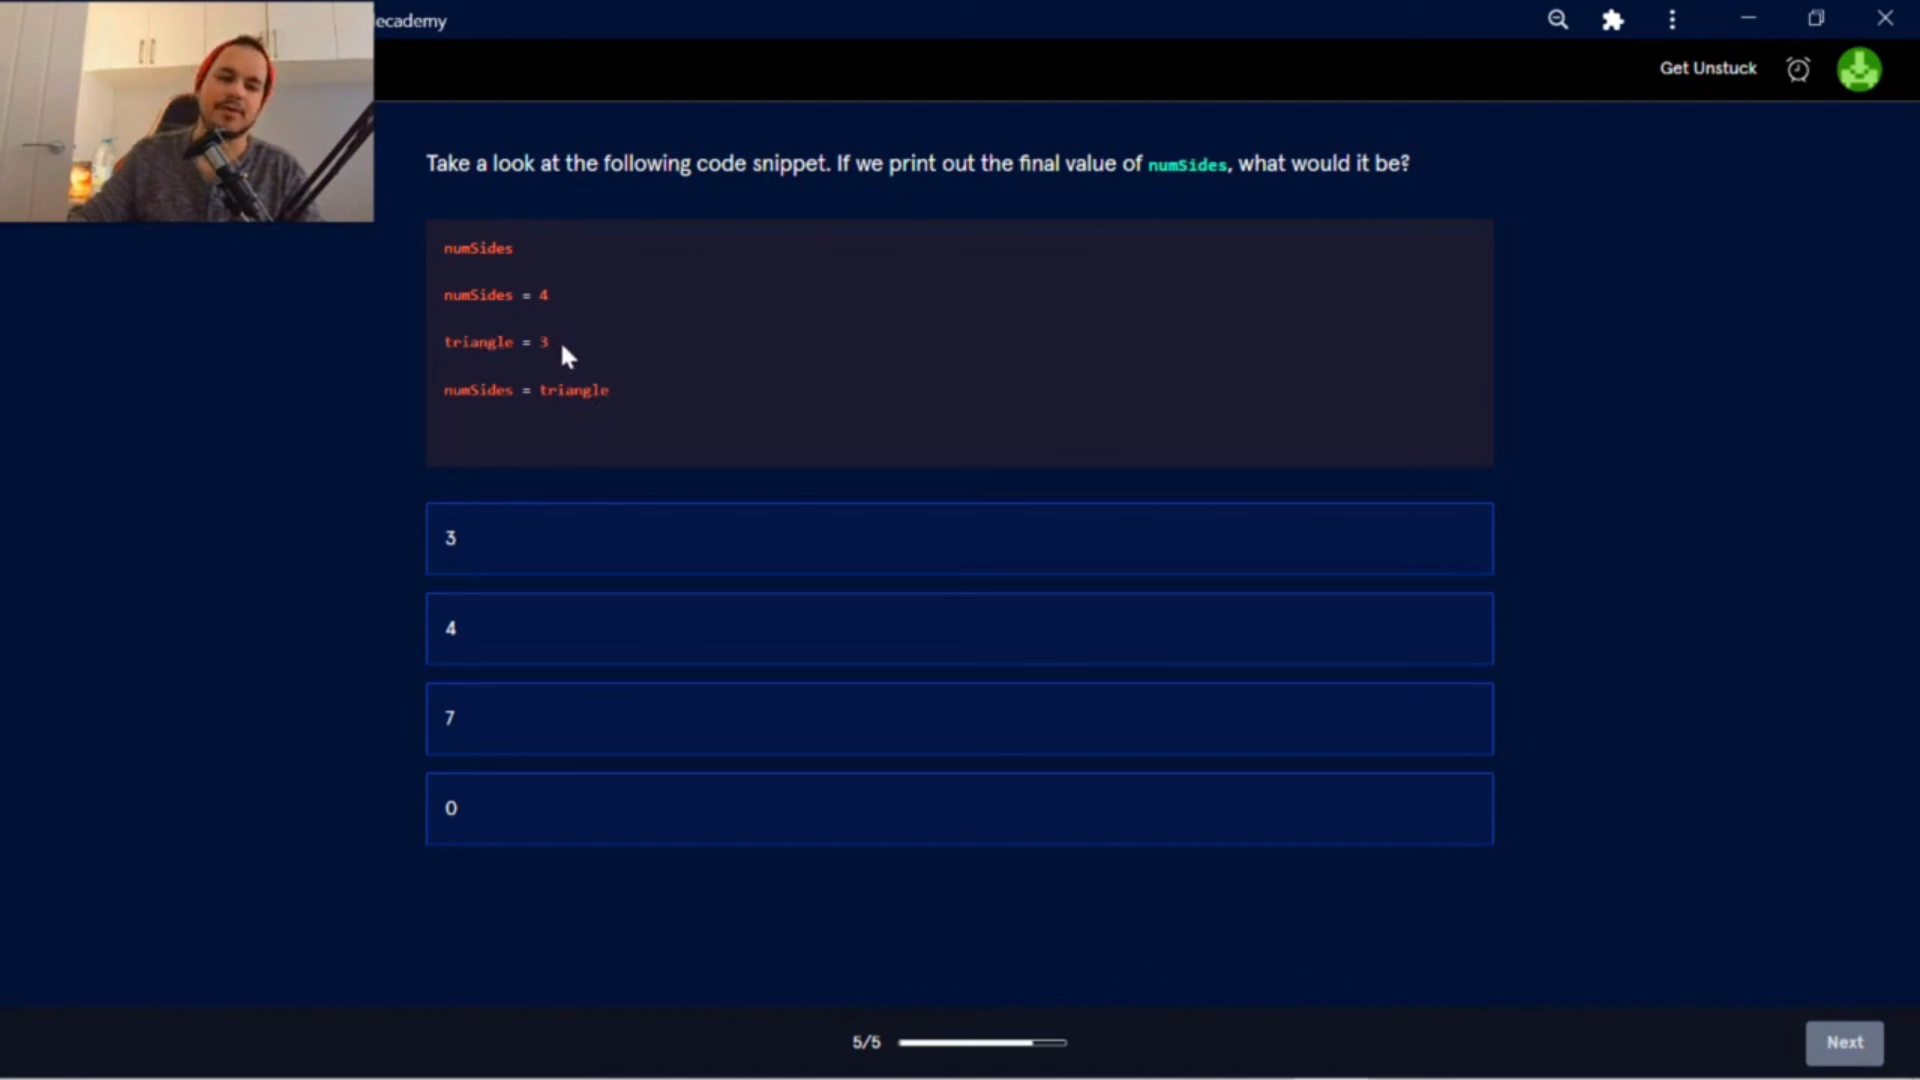 ecademy
Get Unstuck
Take a look at the following code snippet. If we print out the final value of numSides, what would it be?
numSides
numSides = 4
triangle = 3
numSides = triangle
3
4
7
0
5/5
Next